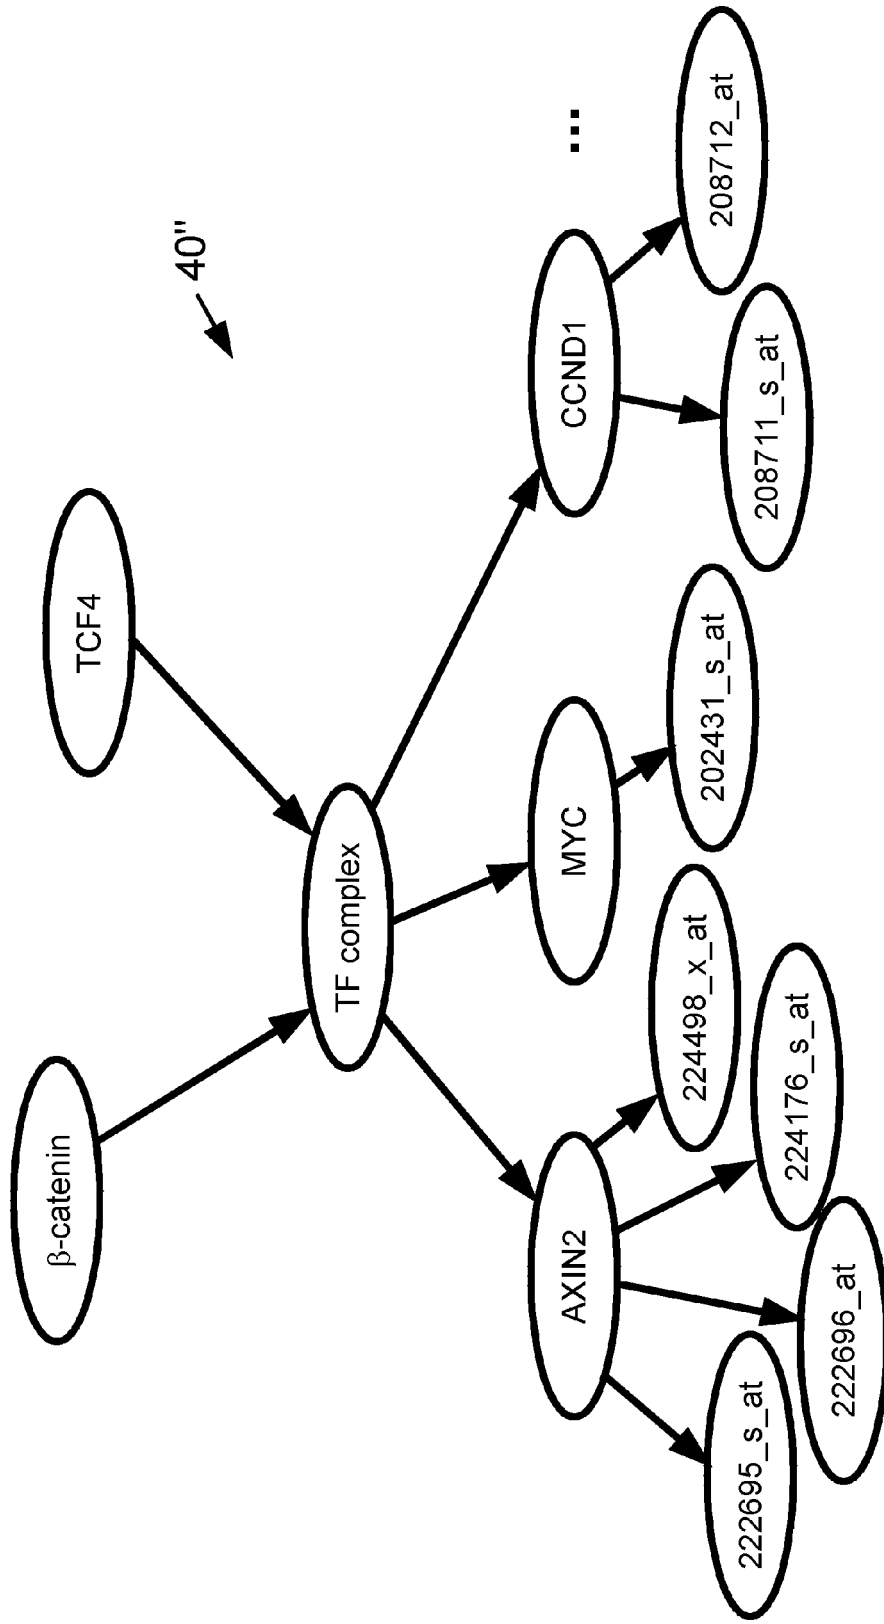 40"
β-catenin
TCF4
TF complex
AXIN2
MYC
CCND1
...
222695_s_at
222696_at
224176_s_at
224498_x_at
202431_s_at
208711_s_at
208712_at